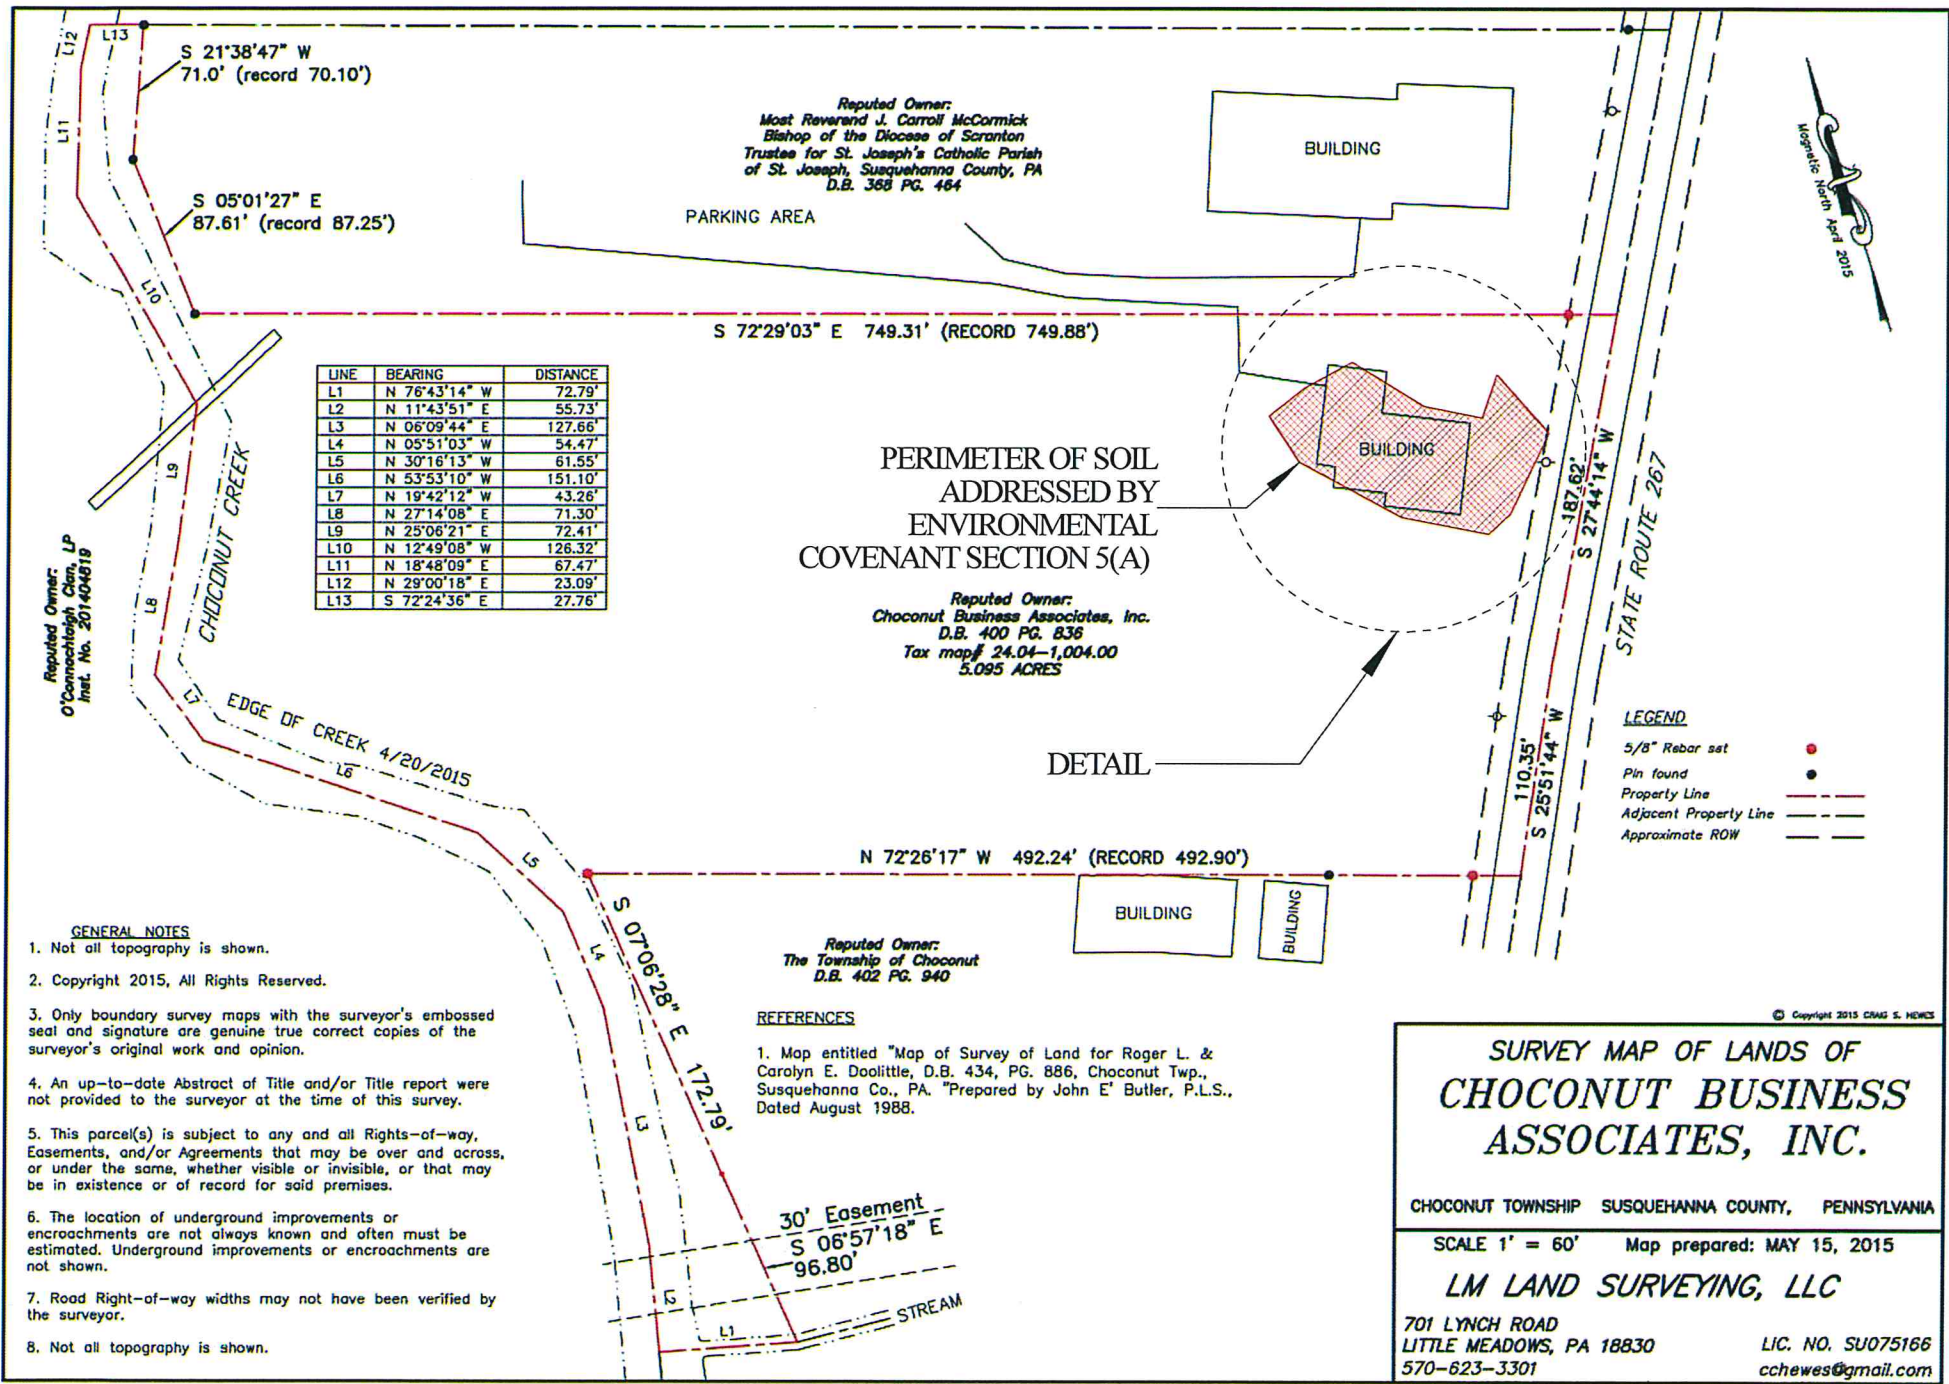 L12
L13
S 21°38'47" W
71.0' (record 70.10')
L11
S 05°01'27" E
87.61' (record 87.25')
L10
Reputed Owner:
Most Reverend J. Carroll McCormick
Bishop of the Diocese of Scranton
Trustee for St. Joseph's Catholic Parish
of St. Joseph, Susquehanna County, PA
D.B. 368 PG. 464
PARKING AREA
BUILDING
Magnetic North April 2015
S 72°29'03" E 749.31' (RECORD 749.88')
LINE BEARING DISTANCE
L1 N 76°43'14" W 72.79'
L2 N 11°43'51" E 55.73'
L3 N 06°09'44" E 127.66'
L4 N 05°51'03" W 54.47'
L5 N 30°16'13" W 61.55'
L6 N 53°53'10" W 151.10'
L7 N 19°42'12" W 43.26'
L8 N 27°14'08" E 71.30'
L9 N 25°06'21" E 72.41'
L10 N 12°49'08" W 126.32'
L11 N 18°48'09" E 67.47'
L12 N 29°00'18" E 23.09'
L13 S 72°24'36" E 27.76'
L9
CHOCONUT CREEK
L8
Reputed Owner:
O'Connachtaigh Clan, LP
Inst. No. 201404819
L7
EDGE OF CREEK 4/20/2015
L6
L5
PERIMETER OF SOIL
ADDRESSED BY
ENVIRONMENTAL
COVENANT SECTION 5(A)
BUILDING
Reputed Owner:
Choconut Business Associates, Inc.
D.B. 400 PG. 836
Tax map# 24.04-1,004.00
5.095 ACRES
DETAIL
187.62'
S 27°44'14" W
STATE ROUTE 267
110.35'
S 25°51'44" W
LEGEND
5/8" Rebar set
Pin found
Property Line
Adjacent Property Line
Approximate ROW
N 72°26'17" W 492.24' (RECORD 492.90')
BUILDING
BUILDING
S 07°06'28" E 172.79'
L4
L3
Reputed Owner:
The Township of Choconut
D.B. 402 PG. 940
GENERAL NOTES
1. Not all topography is shown.
2. Copyright 2015, All Rights Reserved.
3. Only boundary survey maps with the surveyor's embossed
seal and signature are genuine true correct copies of the
surveyor's original work and opinion.
4. An up-to-date Abstract of Title and/or Title report were
not provided to the surveyor at the time of this survey.
5. This parcel(s) is subject to any and all Rights-of-way,
Easements, and/or Agreements that may be over and across,
or under the same, whether visible or invisible, or that may
be in existence or of record for said premises.
6. The location of underground improvements or
encroachments are not always known and often must be
estimated. Underground improvements or encroachments are
not shown.
7. Road Right-of-way widths may not have been verified by
the surveyor.
8. Not all topography is shown.
REFERENCES
1. Map entitled "Map of Survey of Land for Roger L. &
Carolyn E. Doolittle, D.B. 434, PG. 886, Choconut Twp.,
Susquehanna Co., PA. "Prepared by John E' Butler, P.L.S.,
Dated August 1988.
30' Easement
S 06°57'18" E
96.80'
L2
L1
STREAM
© Copyright 2015 CRAIG S. HEWES
SURVEY MAP OF LANDS OF
CHOCONUT BUSINESS
ASSOCIATES, INC.
CHOCONUT TOWNSHIP SUSQUEHANNA COUNTY, PENNSYLVANIA
SCALE 1' = 60' Map prepared: MAY 15, 2015
LM LAND SURVEYING, LLC
701 LYNCH ROAD
LITTLE MEADOWS, PA 18830 LIC. NO. SU075166
570-623-3301 cchewes@gmail.com